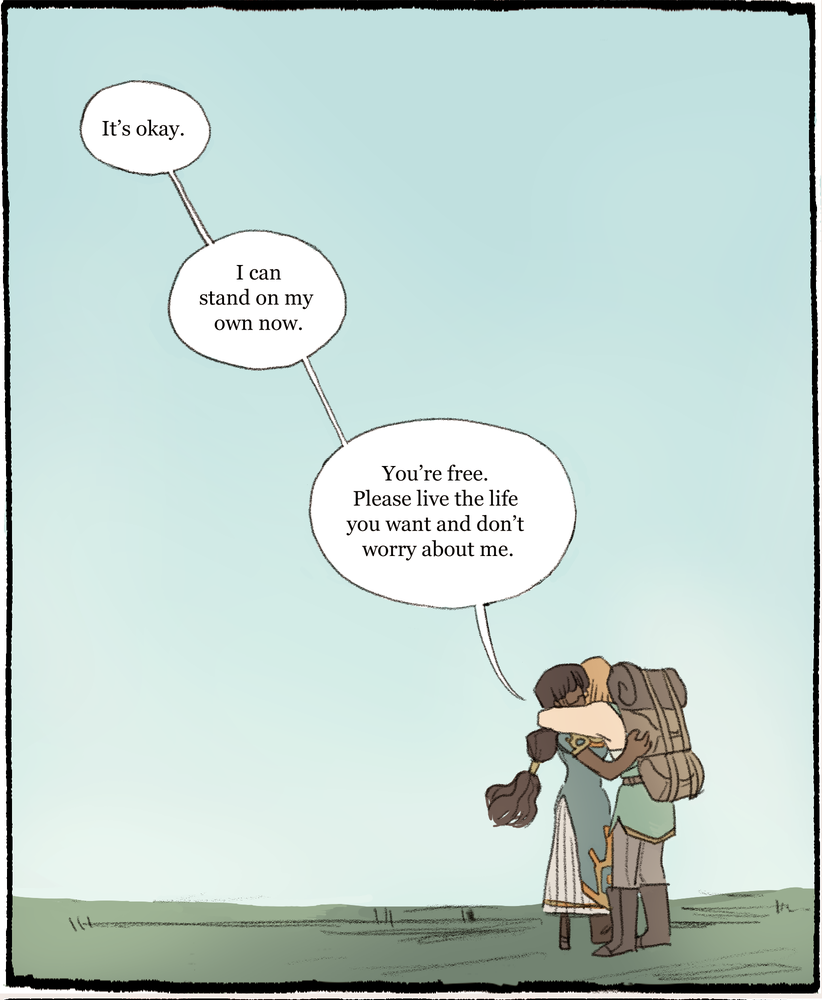 It’s okay.
I can
stand on my
own now.
You’re free.
Please live the life
you want and don’t
worry about me.